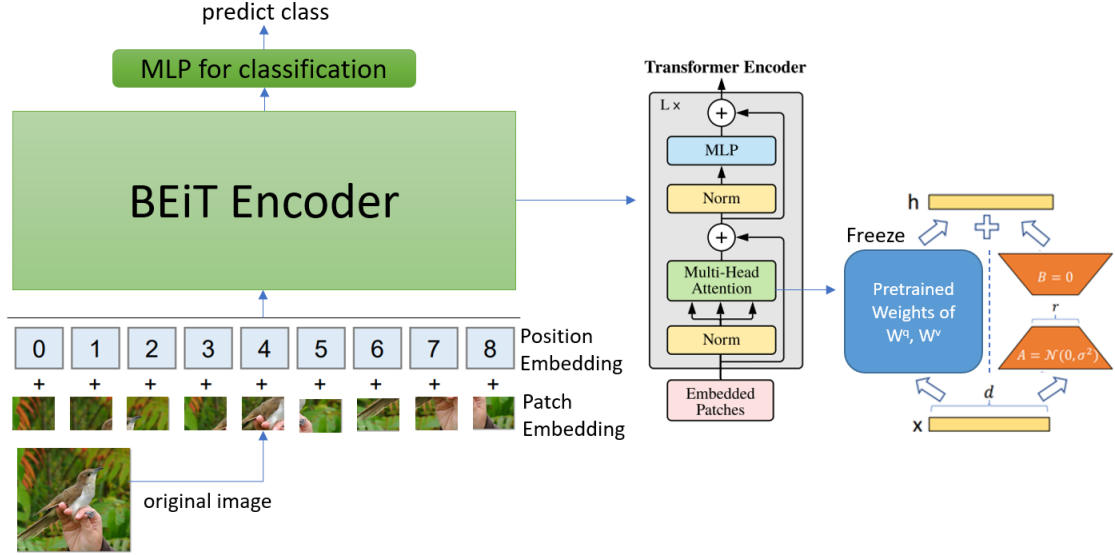 predict class
MLP for classification
BEiT Encoder
0 1 2 3 4 5 6 7 8
Position
Embedding
+ + + + + + + + +
Patch
Embedding
original image
Transformer Encoder
L ×
+
MLP
Norm
+
Multi-Head
Attention
Norm
Embedded
Patches
h
Freeze
Pretrained
Weights of
W^q, W^v
B = 0
r
A = 𝒩(0, σ²)
d
x